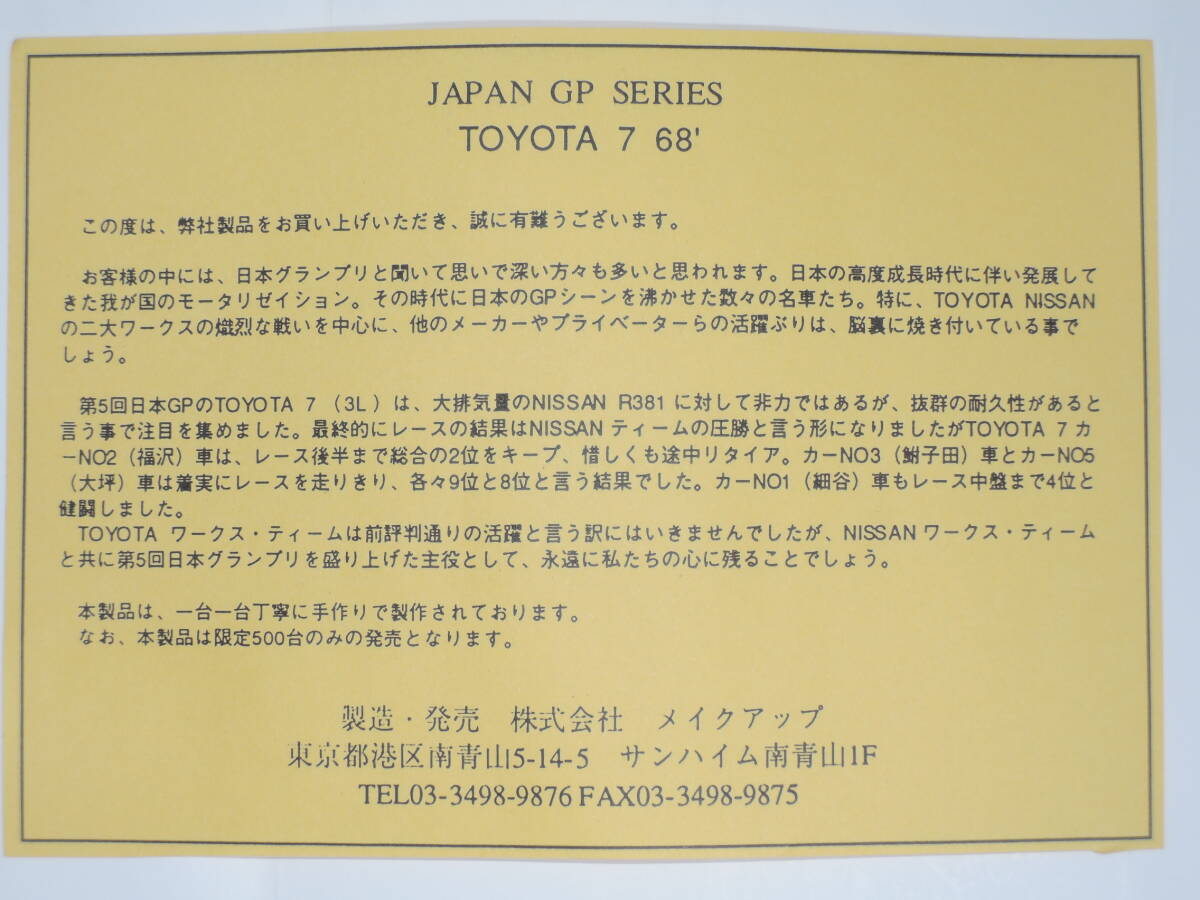 JAPAN GP SERIES
TOYOTA 7 68'
この度は、弊社製品をお買い上げいただき、誠に有難うございます。
お客様の中には、日本グランプリと聞いて思いで深い方々も多いと思われます。日本の高度成長時代に伴い発展して
きた我が国のモータリゼイション。その時代に日本のGPシーンを沸かせた数々の名車たち。特に、TOYOTA NISSAN
の二大ワークスの熾烈な戦いを中心に、他のメーカーやプライベーターらの活躍ぶりは、脳裏に焼き付いている事で
しょう。
第5回日本GPのTOYOTA 7 （3L）は、大排気量のNISSAN R381 に対して非力ではあるが、抜群の耐久性があると
言う事で注目を集めました。最終的にレースの結果はNISSAN ティームの圧勝と言う形になりましたがTOYOTA 7 カ
ーNO2（福沢）車は、レース後半まで総合の2位をキープ、惜しくも途中リタイア。カーNO3（鮒子田）車とカーNO5
（大坪）車は着実にレースを走りきり、各々9位と8位と言う結果でした。カーNO1（細谷）車もレース中盤まで4位と
健闘しました。
TOYOTA ワークス・ティームは前評判通りの活躍と言う訳にはいきませんでしたが、NISSAN ワークス・ティーム
と共に第5回日本グランプリを盛り上げた主役として、永遠に私たちの心に残ることでしょう。
本製品は、一台一台丁寧に手作りで製作されております。
なお、本製品は限定500台のみの発売となります。
製造・発売　株式会社　メイクアップ
東京都港区南青山5-14-5　サンハイム南青山1F
TEL03-3498-9876 FAX03-3498-9875